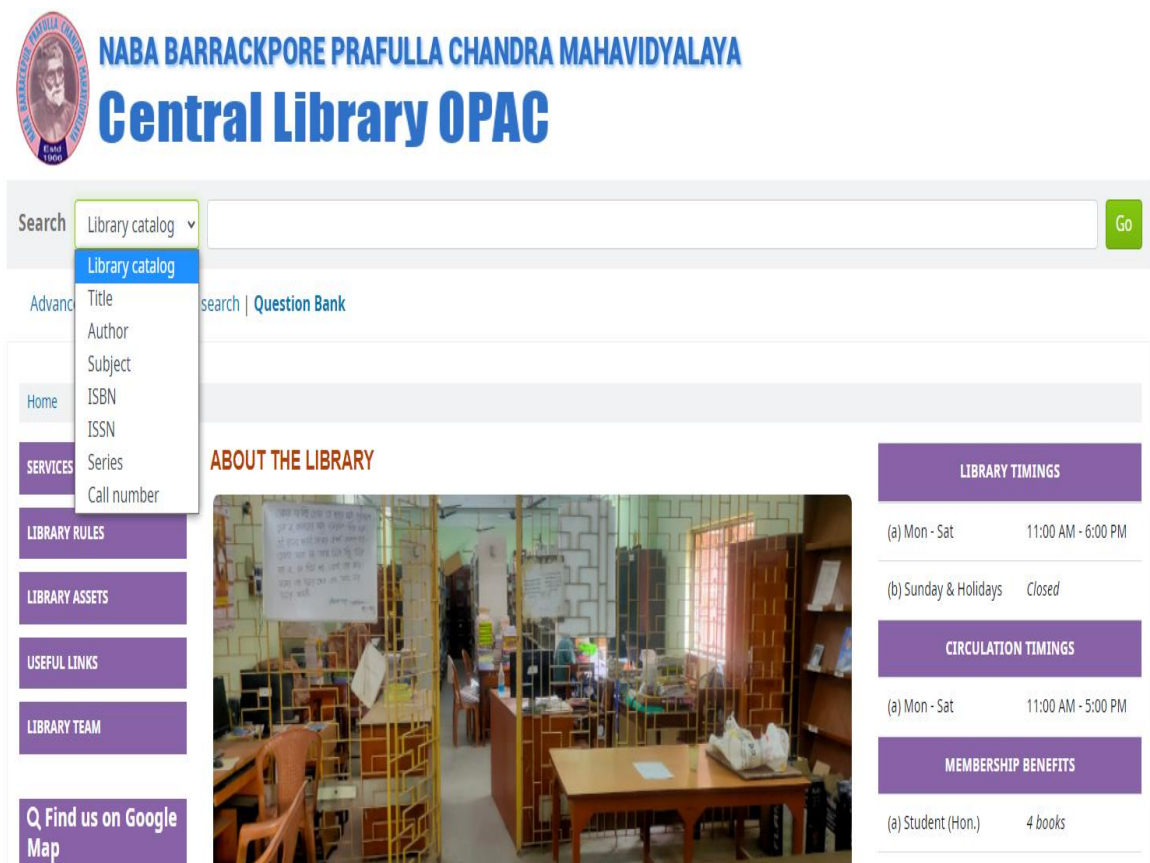 NABA BARRACKPORE PRAFULLA CHANDRA MAHAVIDYALAYA
Estd
Central Library OPAC
Search Library catalog Go
Library catalog
Title
Author
Subject
ISBN
ISSN
Series
Call number
Advanc search | Question Bank
Home
SERVICES
LIBRARY RULES
LIBRARY ASSETS
USEFUL LINKS
LIBRARY TEAM
Find us on Google
Map
ABOUT THE LIBRARY
LIBRARY TIMINGS
(a) Mon - Sat 11:00 AM - 6:00 PM
(b) Sunday & Holidays Closed
CIRCULATION TIMINGS
(a) Mon - Sat 11:00 AM - 5:00 PM
MEMBERSHIP BENEFITS
(a) Student (Hon.) 4 books